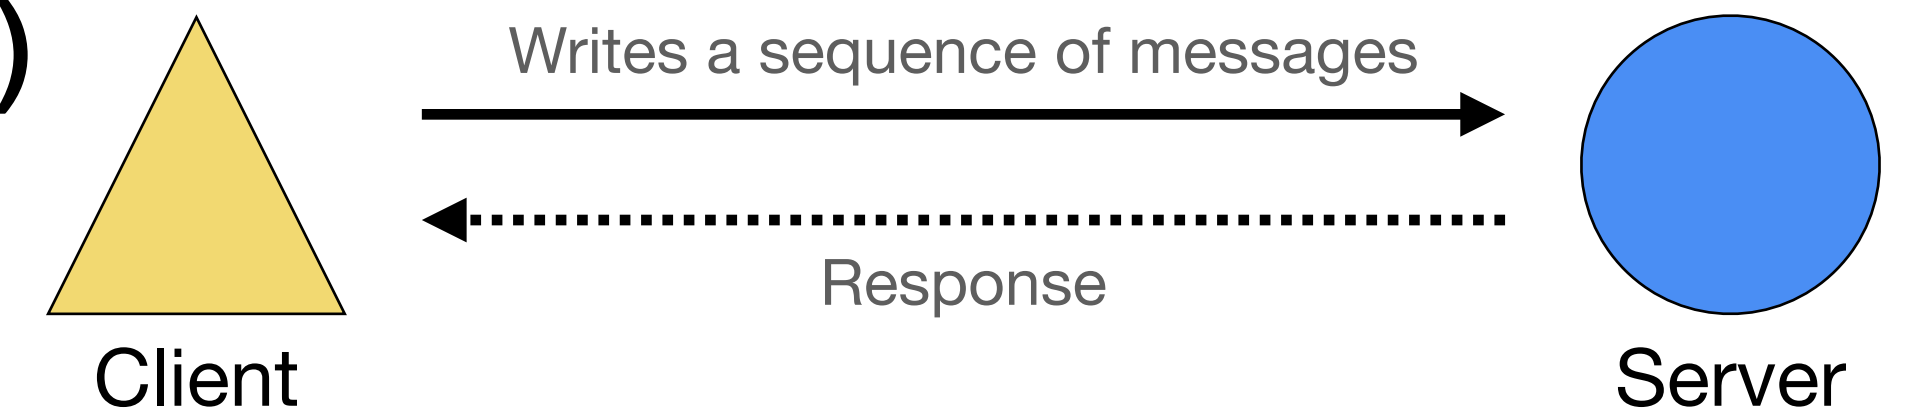 )
Writes a sequence of messages
Response
Client
Server